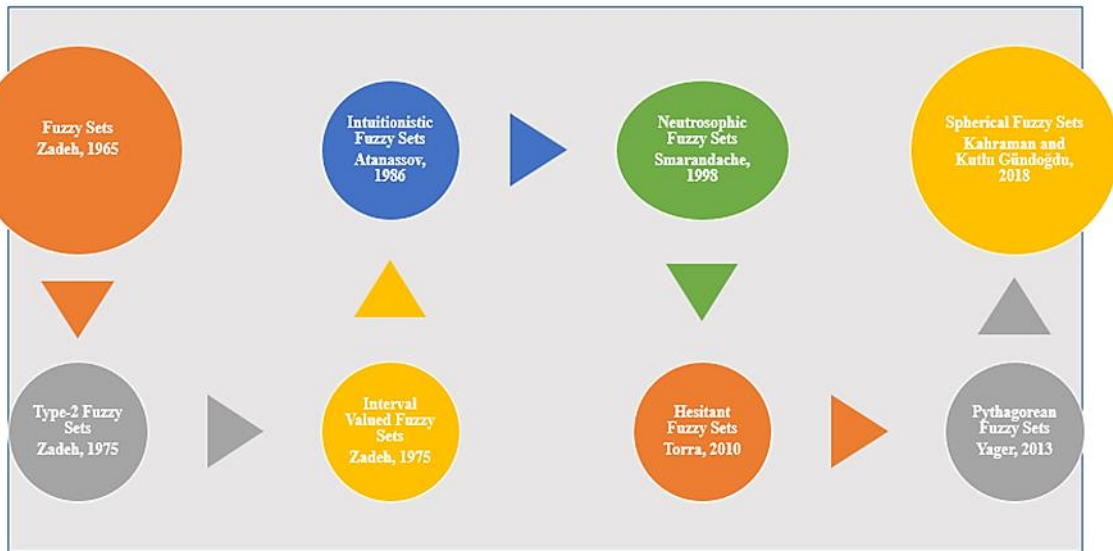 Fuzzy Sets
Zadeh, 1965
Type-2 Fuzzy
Sets
Zadeh, 1975
Interval
Valued Fuzzy
Sets
Zadeh, 1975
Intuitionistic
Fuzzy Sets
Atanassov,
1986
Neutrosophic
Fuzzy Sets
Smarandache,
1998
Hesitant
Fuzzy Sets
Torra, 2010
Pythagorean
Fuzzy Sets
Yager, 2013
Spherical Fuzzy Sets
Kahraman and
Kutlu Gündoğdu,
2018